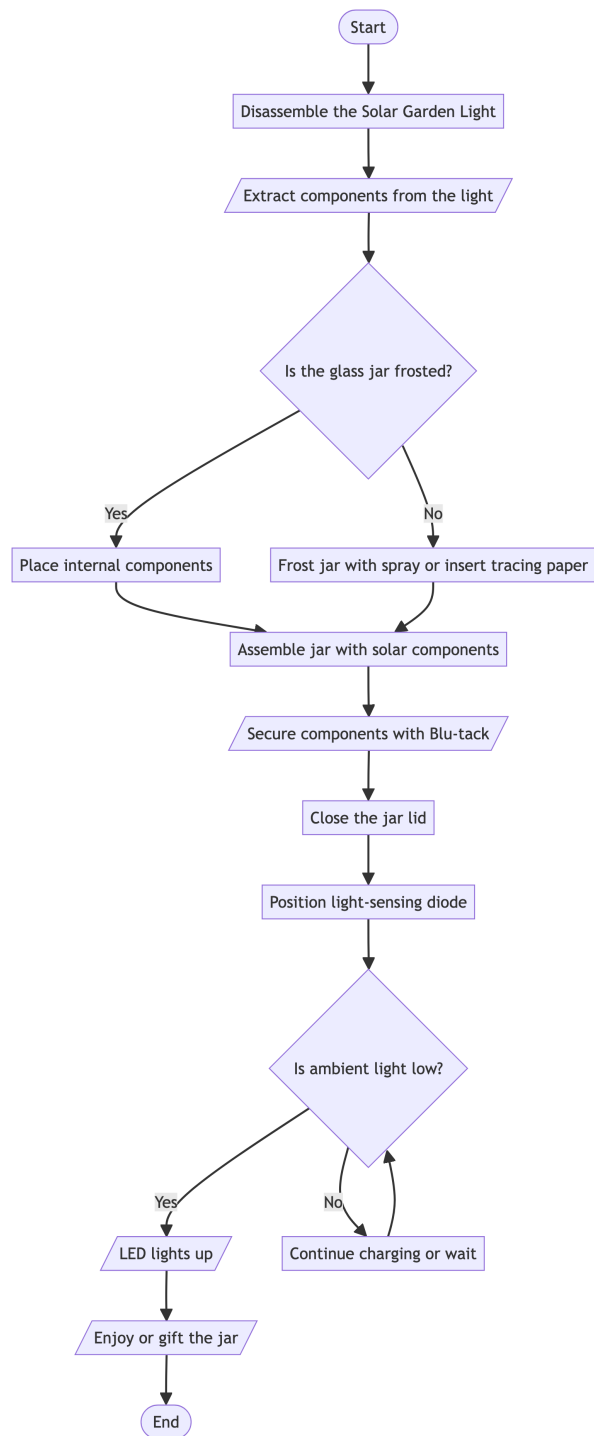 Start
Disassemble the Solar Garden Light
Extract components from the light
Is the glass jar frosted?
Yes
No
Place internal components
Frost jar with spray or insert tracing paper
Assemble jar with solar components
Secure components with Blu-tack
Close the jar lid
Position light-sensing diode
Is ambient light low?
Yes
No
LED lights up
Continue charging or wait
Enjoy or gift the jar
End